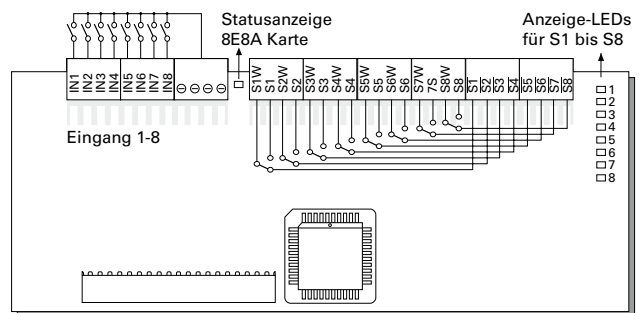 Statusanzeige
8E8A Karte
Anzeige-LEDs
für S1 bis S8
IN1 IN2 IN3 IN4 IN5 IN6 IN7 IN8
S1W S1 S2W S2 S3W S3 S4W S4 S5W S5 S6W S6 S7W 7S S8W S8 S1 S2 S3 S4 S5 S6 S7 S8
Eingang 1-8
1
2
3
4
5
6
7
8